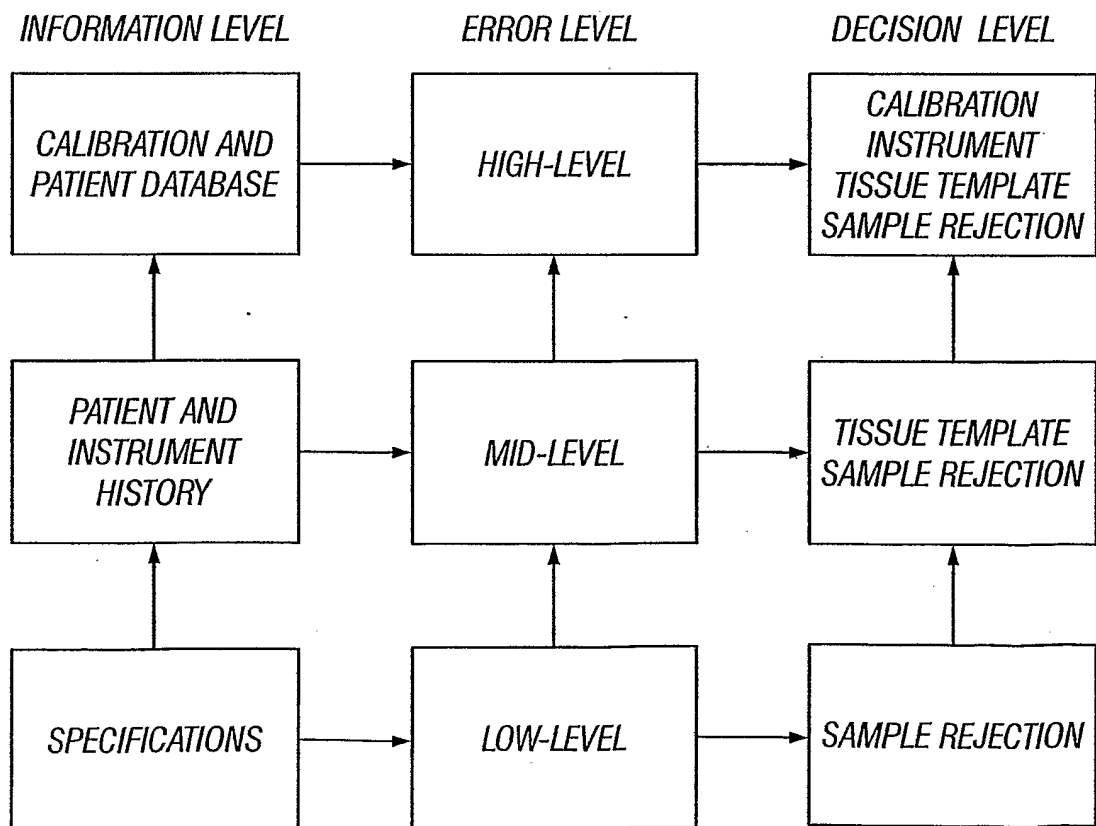 INFORMATION LEVEL
ERROR LEVEL
DECISION LEVEL
CALIBRATION AND
PATIENT DATABASE
HIGH-LEVEL
CALIBRATION
INSTRUMENT
TISSUE TEMPLATE
SAMPLE REJECTION
PATIENT AND
INSTRUMENT
HISTORY
MID-LEVEL
TISSUE TEMPLATE
SAMPLE REJECTION
SPECIFICATIONS
LOW-LEVEL
SAMPLE REJECTION